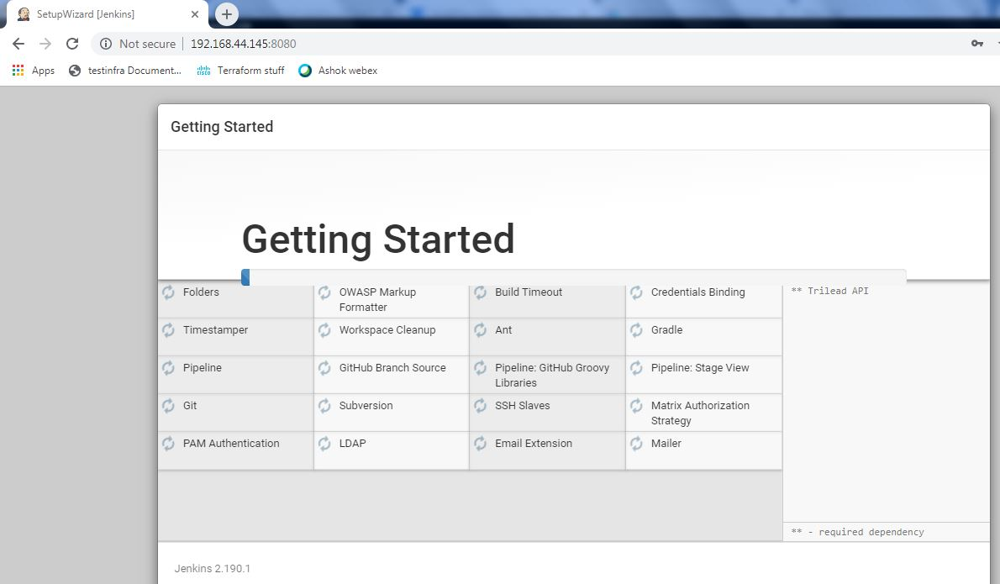 SetupWizard [Jenkins]
Not secure 192.168.44.145:8080
Apps testinfra Document... Terraform stuff Ashok webex
Getting Started
Getting Started
Folders
OWASP Markup
Formatter
Build Timeout
Credentials Binding
** Trilead API
Timestamper
Workspace Cleanup
Ant
Gradle
Pipeline
GitHub Branch Source
Pipeline: GitHub Groovy
Libraries
Pipeline: Stage View
Git
Subversion
SSH Slaves
Matrix Authorization
Strategy
PAM Authentication
LDAP
Email Extension
Mailer
** - required dependency
Jenkins 2.190.1